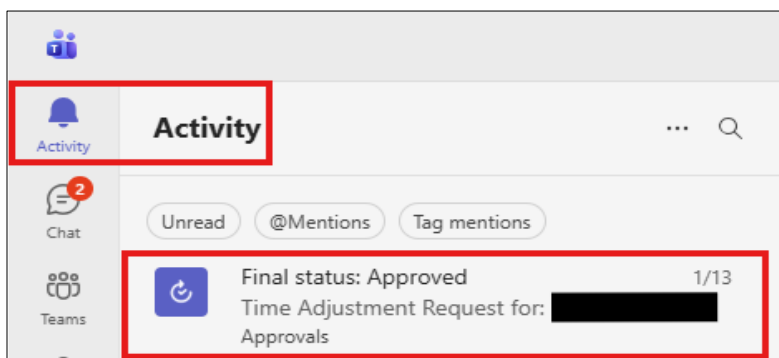 T
Activity
Activity
2
Chat
Unread
@Mentions
Tag mentions
Teams
Final status: Approved
1/13
Time Adjustment Request for:
Approvals